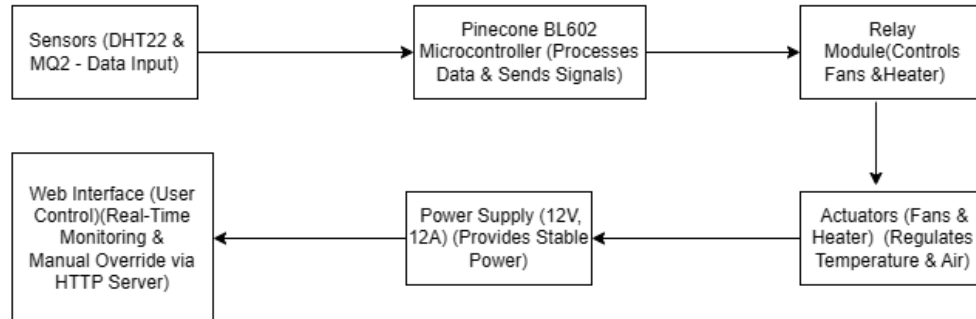 Sensors (DHT22 &
MQ2 - Data Input)
Pinecone BL602
Microcontroller (Processes
Data & Sends Signals)
Relay
Module(Controls
Fans &Heater)
Web Interface (User
Control)(Real-Time
Monitoring &
Manual Override via
HTTP Server)
Power Supply (12V,
12A) (Provides Stable
Power)
Actuators (Fans &
Heater)  (Regulates
Temperature & Air)